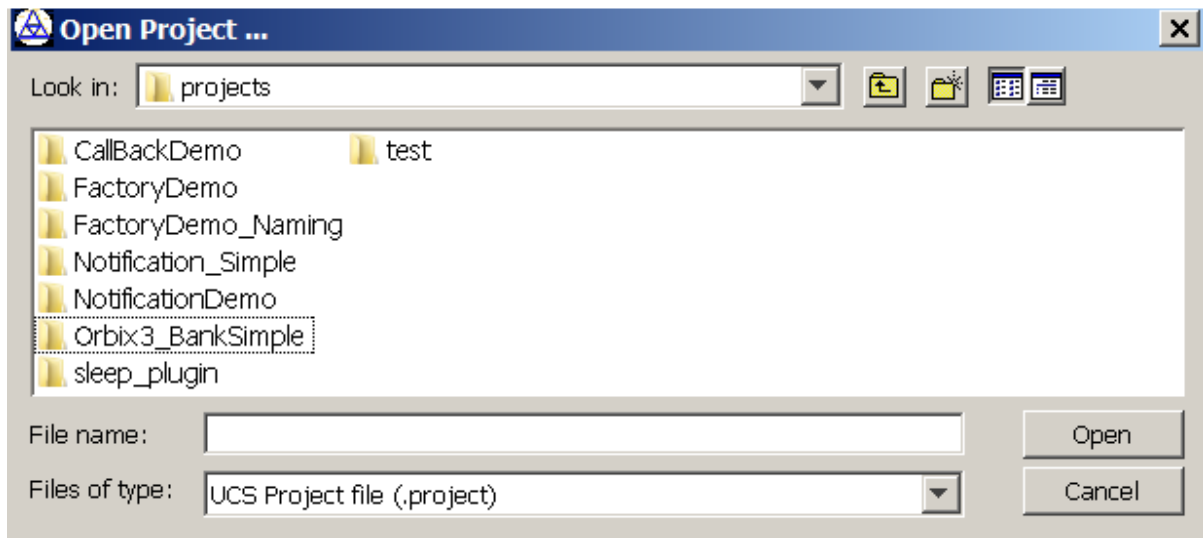 Open Project ...
Look in: projects
CallBackDemo test
FactoryDemo
FactoryDemo_Naming
Notification_Simple
NotificationDemo
Orbix3_BankSimple
sleep_plugin
File name: Open
Files of type: UCS Project file (.project) Cancel